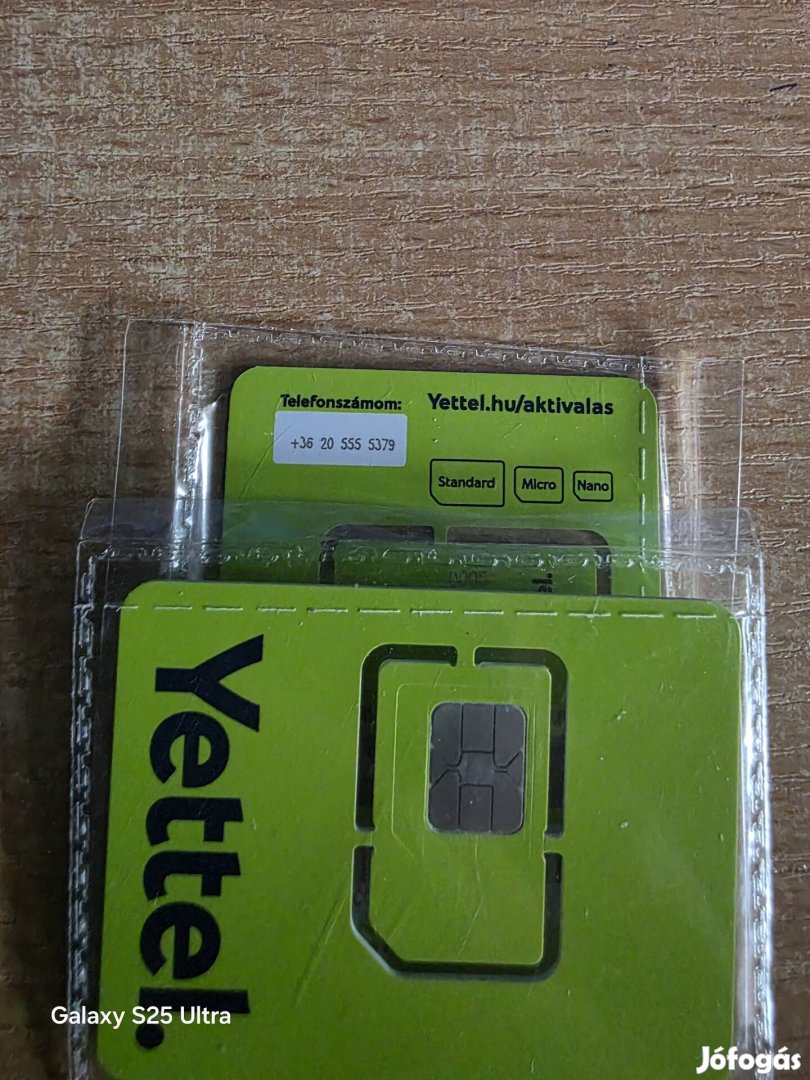 Telefonszámom:
+36 20 555 5379
Yettel.hu/aktivalas
Standard
Micro
Nano
Yettel.
Galaxy S25 Ultra
Jófogás